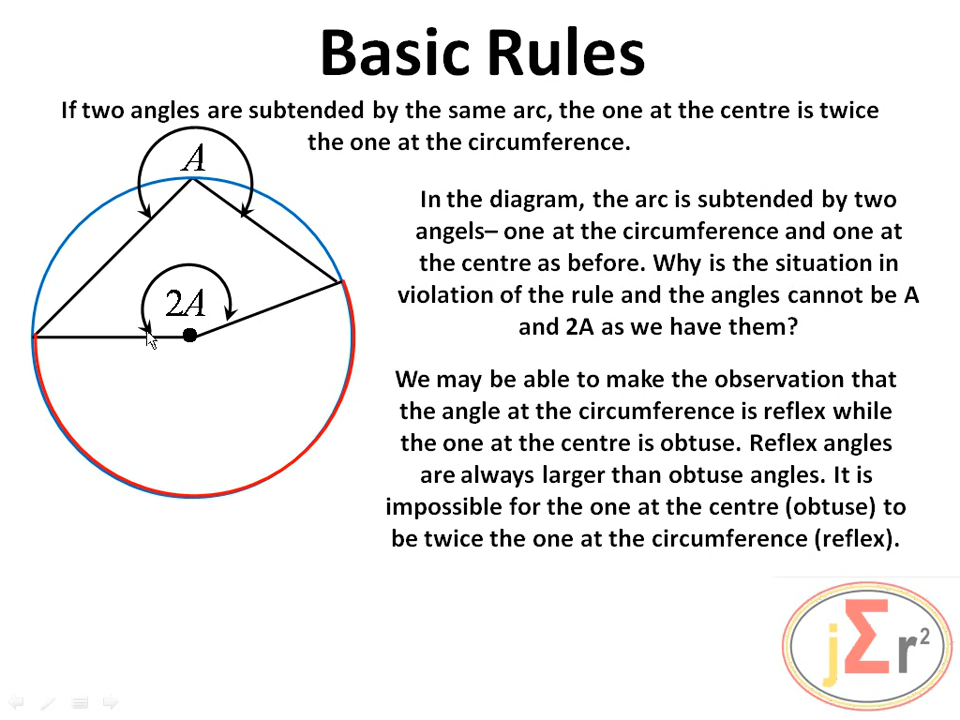 Basic Rules
If two angles are subtended by the same arc, the one at the centre is twice
the one at the circumference.
A
In the diagram, the arc is subtended by two
angels– one at the circumference and one at
the centre as before. Why is the situation in
violation of the rule and the angles cannot be A
and 2A as we have them?
2A
We may be able to make the observation that
the angle at the circumference is reflex while
the one at the centre is obtuse. Reflex angles
are always larger than obtuse angles. It is
impossible for the one at the centre (obtuse) to
be twice the one at the circumference (reflex).
jΣr²